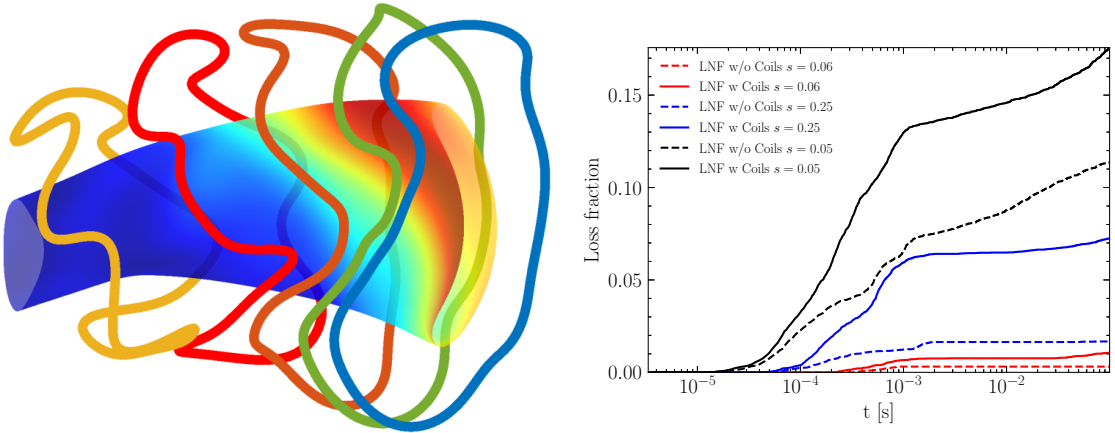 LNF w/o Coils s = 0.06
LNF w Coils s = 0.06
LNF w/o Coils s = 0.25
LNF w Coils s = 0.25
LNF w/o Coils s = 0.05
LNF w Coils s = 0.05
Loss fraction
0.15
0.10
0.05
0.00
10⁻⁵ 10⁻⁴ 10⁻³ 10⁻²
t [s]